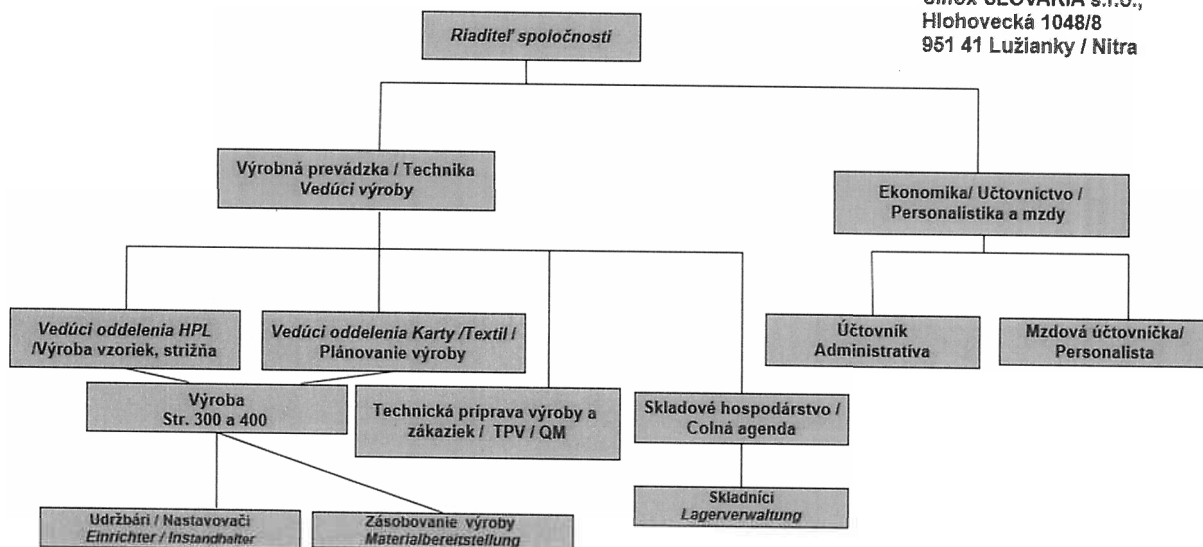 SLOVAKIA s.r.o.,
Hlohovecká 1048/8
951 41 Lužianky / Nitra
Riaditeľ spoločnosti
Výrobná prevádzka / Technika
Vedúci výroby
Ekonomika/ Účtovníctvo /
Personalistika a mzdy
Vedúci oddelenia HPL
/Výroba vzoriek, strižňa
Vedúci oddelenia Karty /Textil /
Plánovanie výroby
Účtovník
Administratíva
Mzdová účtovníčka/
Personalista
Výroba
Str. 300 a 400
Technická príprava výroby a
zákaziek / TPV / QM
Skladové hospodárstvo /
Colná agenda
Skladníci
Lagerverwaltung
Udržbári / Nastavovači
Einrichter / Instandhalter
Zásobovanie výroby
Materialbereitstellung